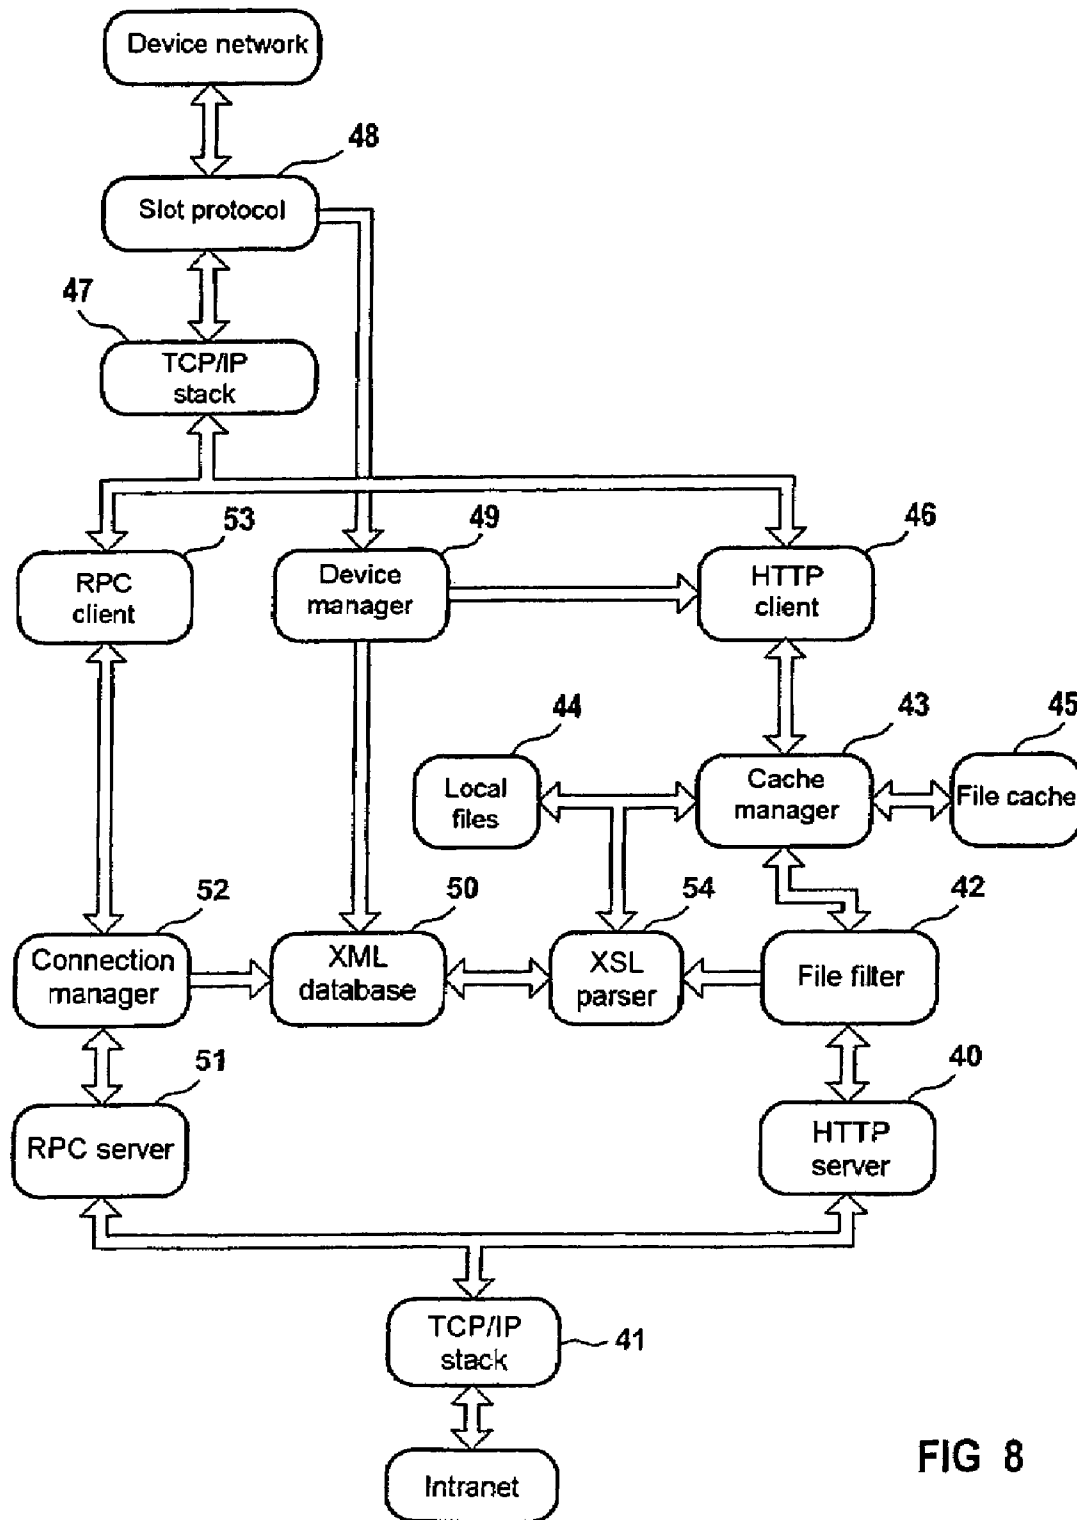 Device network
48
Slot protocol
47
TCP/IP
stack
53
49
46
RPC
client
Device
manager
HTTP
client
44
43
45
Local
files
Cache
manager
File cache
52
50
54
42
Connection
manager
XML
database
XSL
parser
File filter
51
40
RPC server
HTTP
server
TCP/IP
stack
41
Intranet
FIG 8